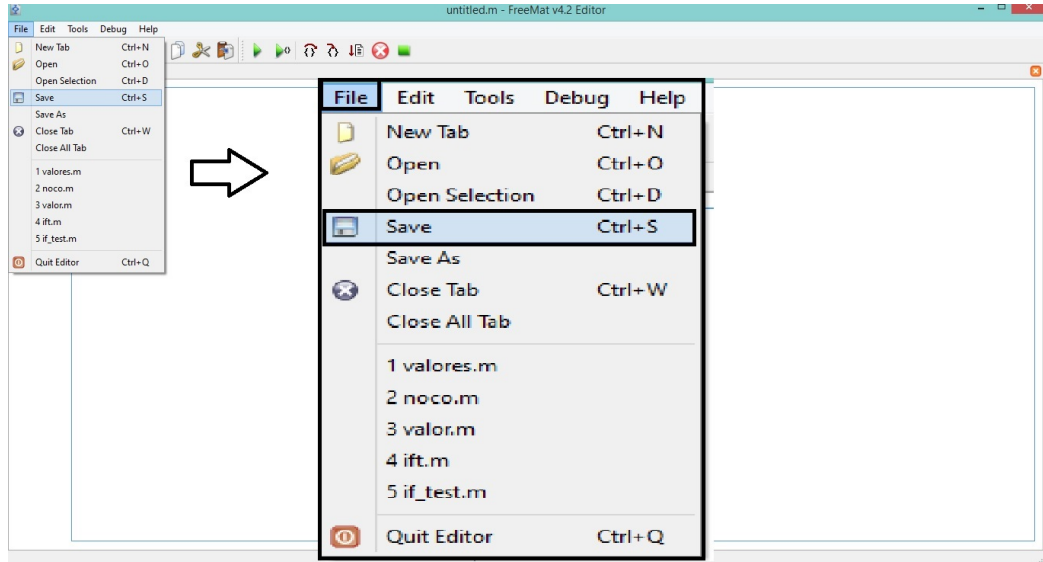 untitled.m - FreeMat v4.2 Editor
File Edit Tools Debug Help
New Tab Ctrl+N
Open Ctrl+O
Open Selection Ctrl+D
Save Ctrl+S
Save As
Close Tab Ctrl+W
Close All Tab
1 valores.m
2 noco.m
3 valor.m
4 ift.m
5 if_test.m
Quit Editor Ctrl+Q
File Edit Tools Debug Help
New Tab Ctrl+N
Open Ctrl+O
Open Selection Ctrl+D
Save Ctrl+S
Save As
Close Tab Ctrl+W
Close All Tab
1 valores.m
2 noco.m
3 valor.m
4 ift.m
5 if_test.m
Quit Editor Ctrl+Q